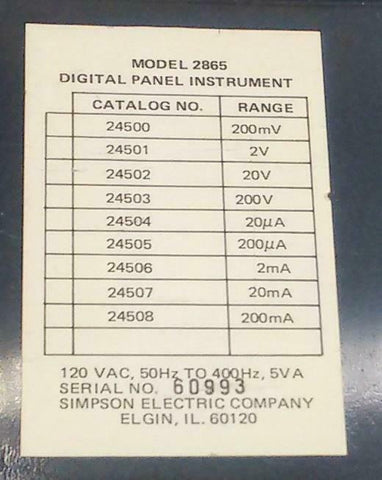 MODEL 2865
DIGITAL PANEL INSTRUMENT
CATALOG NO. RANGE
24500 200mV
24501 2V
24502 20V
24503 200V
24504 20µA
24505 200µA
24506 2mA
24507 20mA
24508 200mA
120 VAC, 50Hz TO 400Hz, 5VA
SERIAL NO. 60993
SIMPSON ELECTRIC COMPANY
ELGIN, IL. 60120